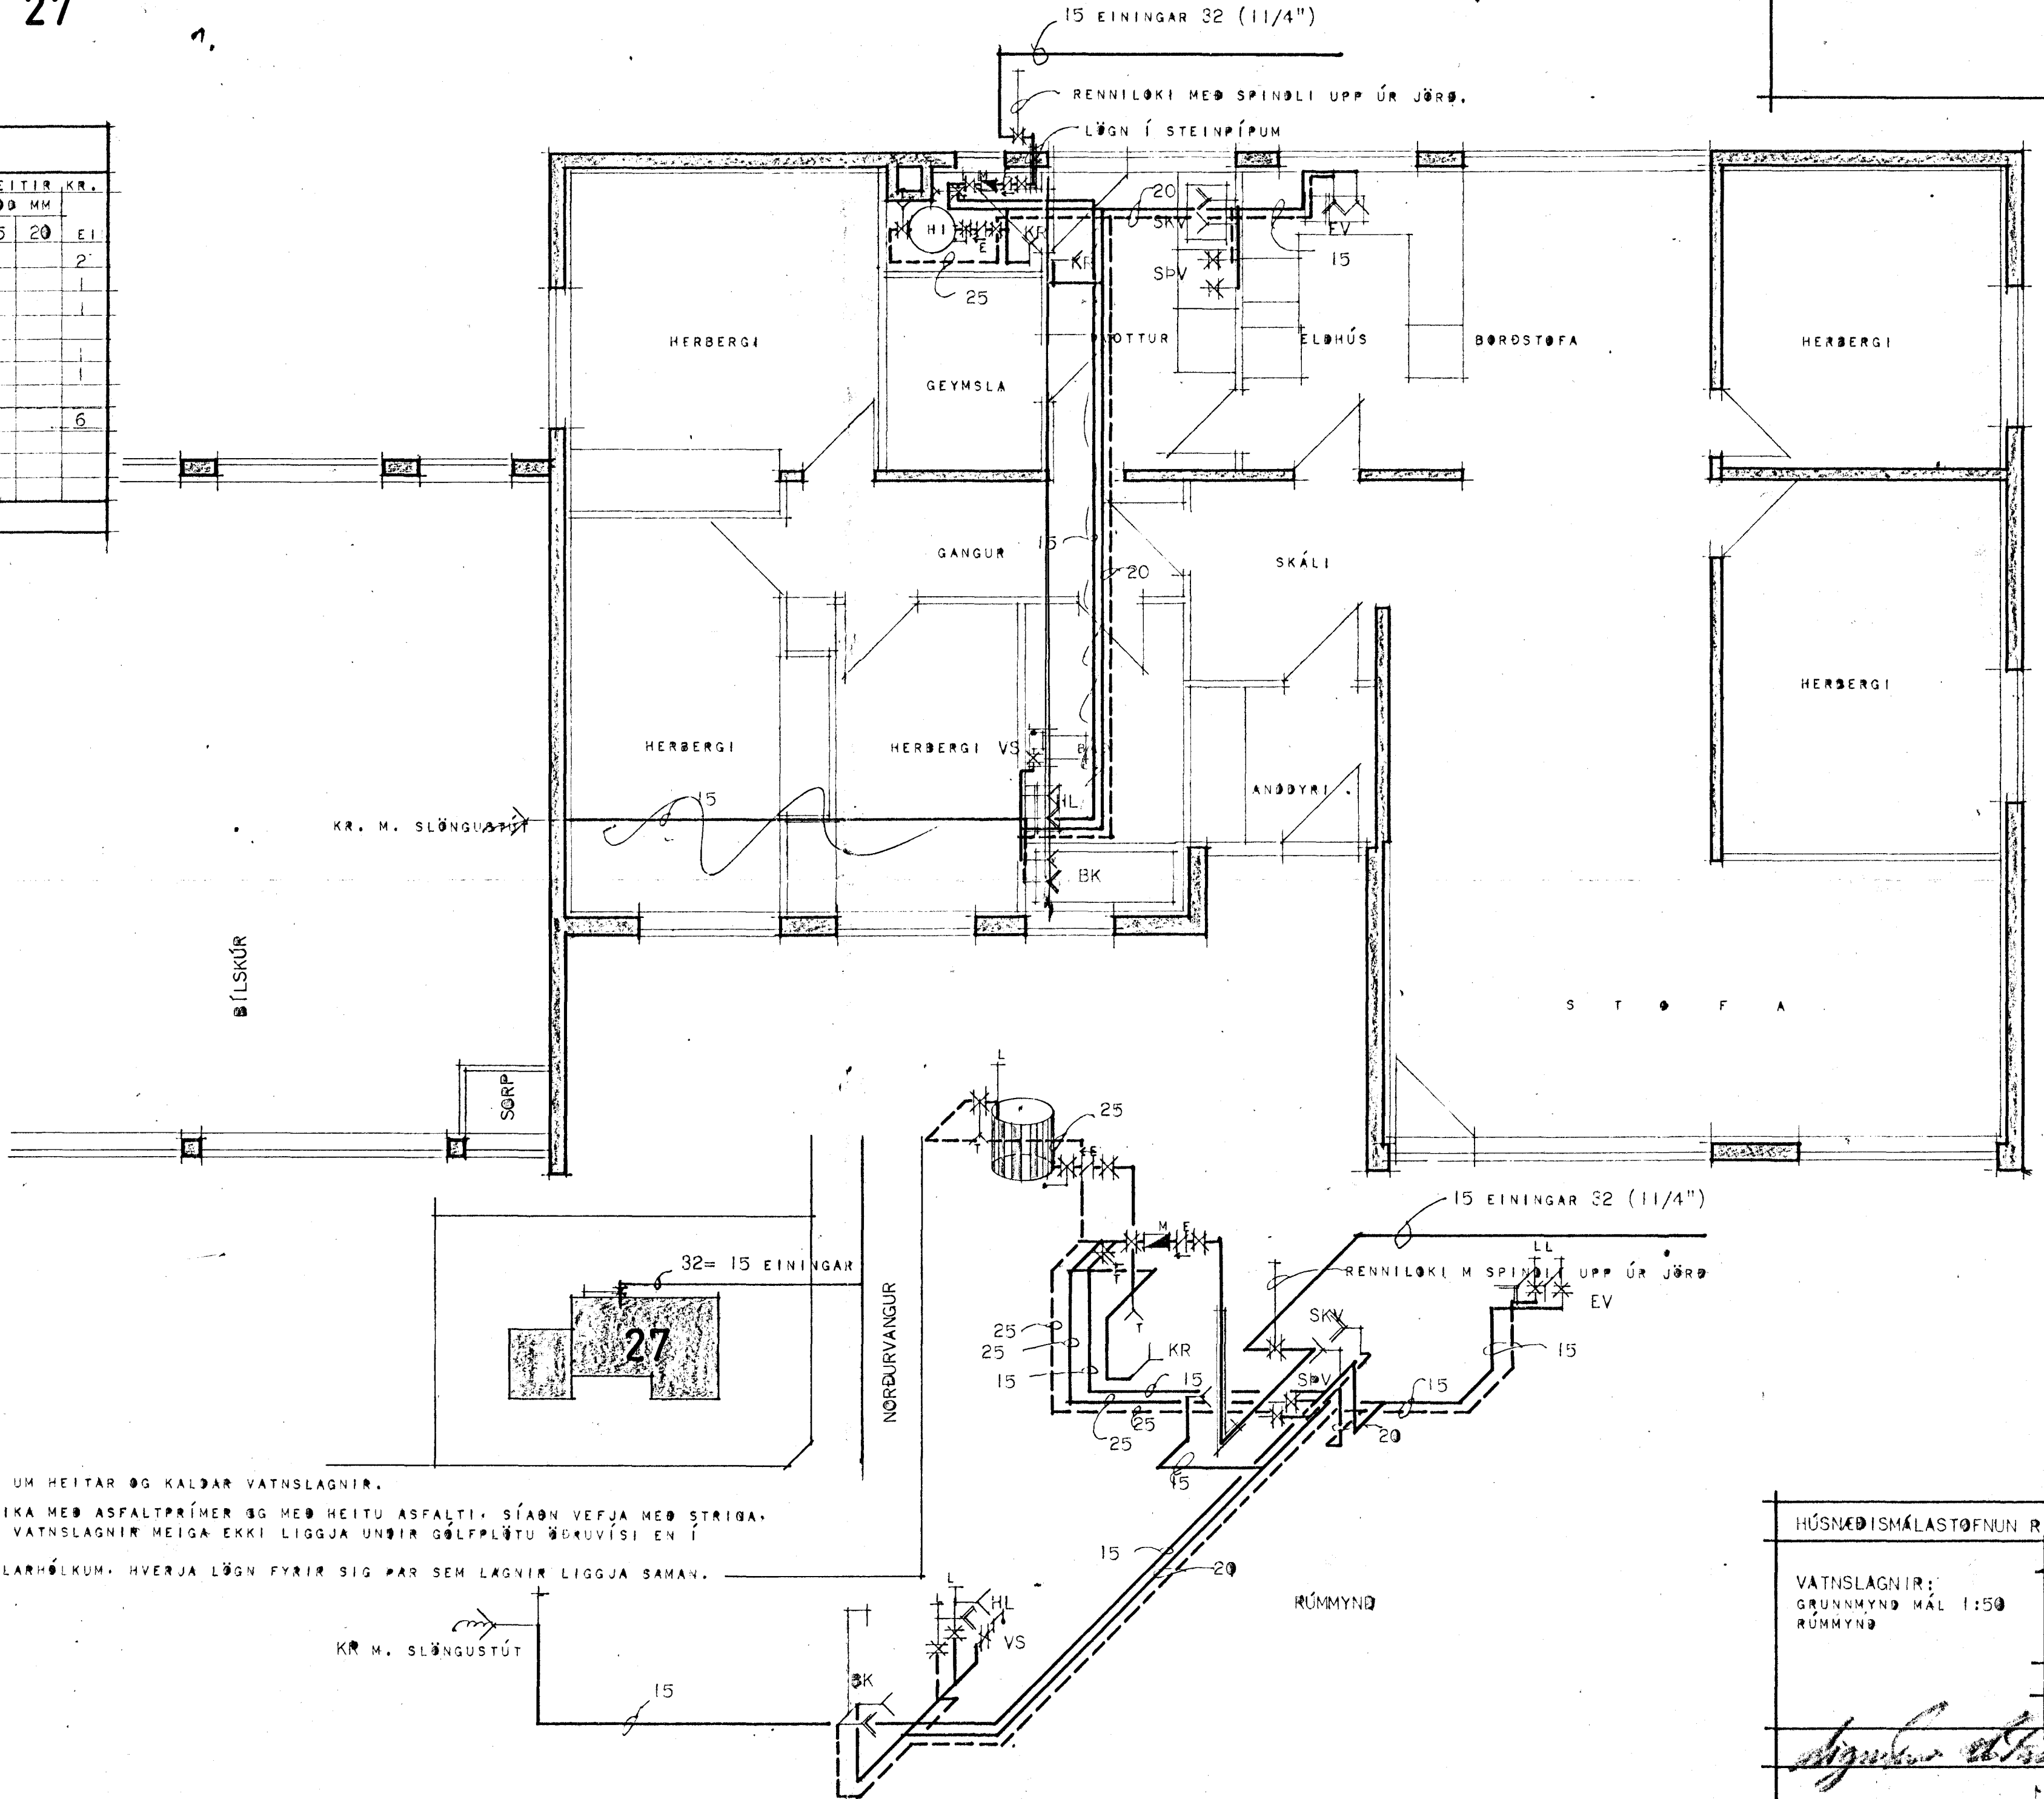 27
15 EININGAR 32 (11/4")
RENNILOKI MEÐ SPINDLI UPP ÚR JÖRÐ.
LÖGN Í STEINPÍPUM
EITIR KR.
MM
20 EI
2
1
1
1
1
6
M
HI
E
KR
KR
25
20
SKV
SÞV
EV
15
HERBERGI
GEYMSLA
ELDHÚS
BORÐSTOFA
HERBERGI
GANGUR
15
20
SKÁLI
HERBERGI
HERBERGI
VS
HERBERGI
HL
ANDDYRI
15
KR. M. SLÖNGUSTÚT
BK
BÍLSKÚR
SORP
S T O F A
L
25
T
E
15 EININGAR 32 (11/4")
M E
LL
32= 15 EININGAR
T
RENNILOKI M SPINDLI UPP ÚR JÖRÐ
EV
27
NORÐURVANGUR
SKV
T
25
25
15
KR
15
SÞV
15
15
25
25
20
15
UM HEITAR OG KALDAR VATNSLAGNIR.
IKA MEÐ ASFALTPRÍMER OG MEÐ HEITU ASFALTI. SÍÐAN VEFJA MEÐ STRIGA.
VATNSLAGNIR MEIGA EKKI LIGGJA UNDIR GÓLFPLÖTU ÖÐRUVÍSI EN Í
LARHÓLKUM. HVERJA LÖGN FYRIR SIG ÞAR SEM LAGNIR LIGGJA SAMAN.
15
20
RÚMMYND
L
HL
VS
KR M. SLÖNGUSTÚT
BK
15
HÚSNÆÐISMÁLASTOFNUN R
VATNSLAGNIR:
GRUNNMYND MÁL 1:50
RÚMMYND